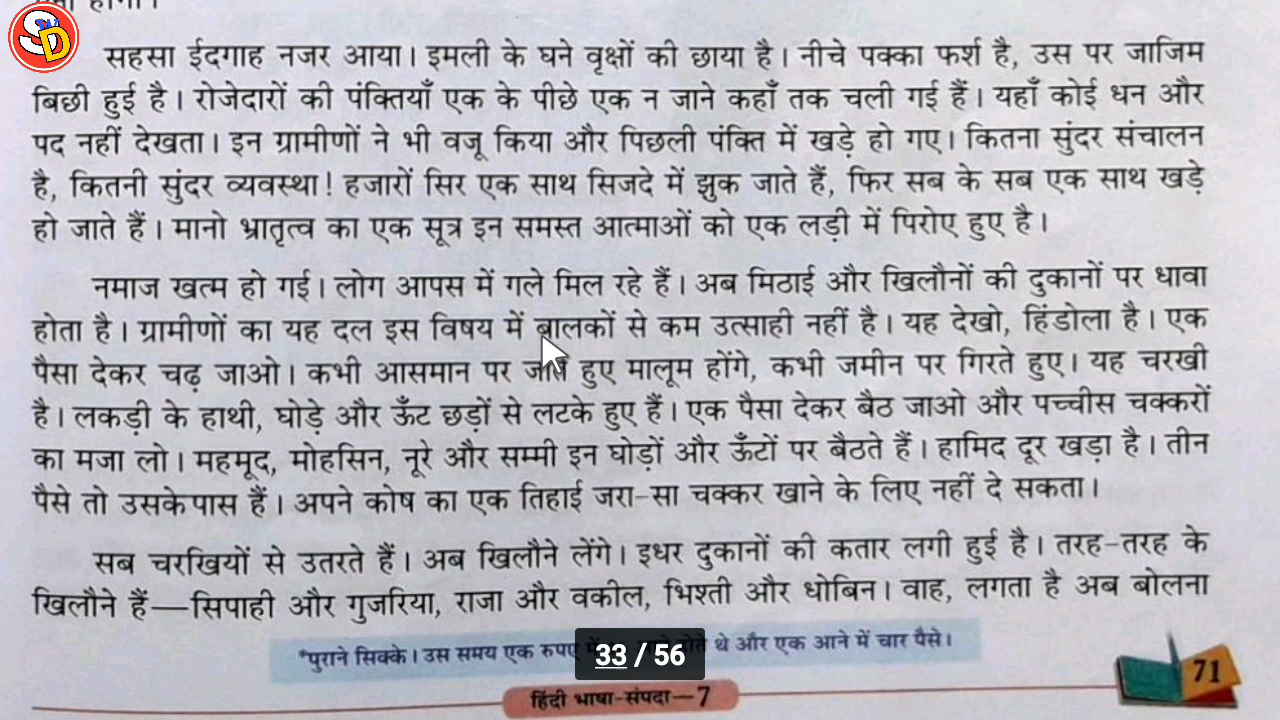 SD
सहसा ईदगाह नजर आया। इमली के घने वृक्षों की छाया है। नीचे पक्का फर्श है, उस पर जाजिम
बिछी हुई है। रोजेदारों की पंक्तियाँ एक के पीछे एक न जाने कहाँ तक चली गई हैं। यहाँ कोई धन और
पद नहीं देखता। इन ग्रामीणों ने भी वजू किया और पिछली पंक्ति में खड़े हो गए। कितना सुंदर संचालन
है, कितनी सुंदर व्यवस्था! हजारों सिर एक साथ सिजदे में झुक जाते हैं, फिर सब के सब एक साथ खड़े
हो जाते हैं। मानो भ्रातृत्व का एक सूत्र इन समस्त आत्माओं को एक लड़ी में पिरोए हुए है।
नमाज खत्म हो गई। लोग आपस में गले मिल रहे हैं। अब मिठाई और खिलौनों की दुकानों पर धावा
होता है। ग्रामीणों का यह दल इस विषय में बालकों से कम उत्साही नहीं है। यह देखो, हिंडोला है। एक
पैसा देकर चढ़ जाओ। कभी आसमान पर जाते हुए मालूम होंगे, कभी जमीन पर गिरते हुए। यह चरखी
है। लकड़ी के हाथी, घोड़े और ऊँट छड़ों से लटके हुए हैं। एक पैसा देकर बैठ जाओ और पच्चीस चक्करों
का मजा लो। महमूद, मोहसिन, नूरे और सम्मी इन घोड़ों और ऊँटों पर बैठते हैं। हामिद दूर खड़ा है। तीन
पैसे तो उसके पास हैं। अपने कोष का एक तिहाई जरा-सा चक्कर खाने के लिए नहीं दे सकता।
सब चरखियों से उतरते हैं। अब खिलौने लेंगे। इधर दुकानों की कतार लगी हुई है। तरह-तरह के
खिलौने हैं—सिपाही और गुजरिया, राजा और वकील, भिश्ती और धोबिन। वाह, लगता है अब बोलना
*पुराने सिक्के। उस समय एक रुपए थे और एक आने में चार पैसे।
33 / 56
71
हिंदी भाषा-संपदा—7